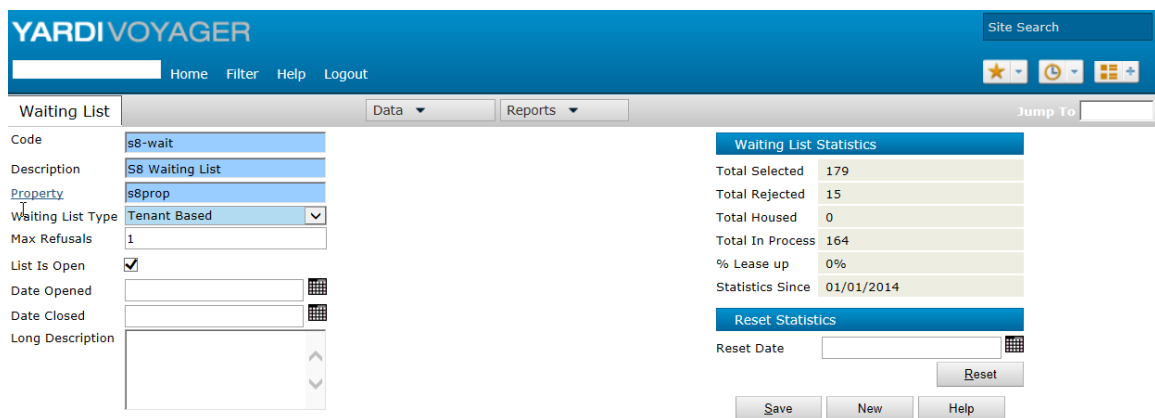 YARDI VOYAGER
Site Search
Home Filter Help Logout
Waiting List
Data
Reports
Jump To
Code s8-wait
Description S8 Waiting List
Property s8prop
Waiting List Type Tenant Based
Max Refusals 1
List Is Open
Date Opened
Date Closed
Long Description
Waiting List Statistics
Total Selected 179
Total Rejected 15
Total Housed 0
Total In Process 164
% Lease up 0%
Statistics Since 01/01/2014
Reset Statistics
Reset Date
Reset
Save New Help